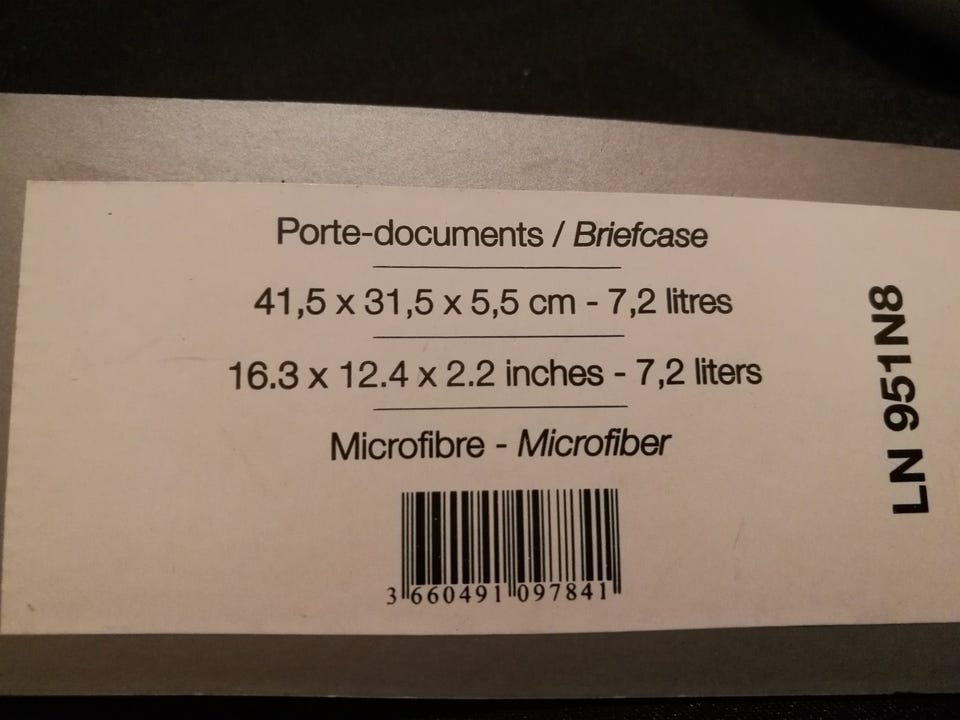 Porte-documents / Briefcase
41,5 x 31,5 x 5,5 cm - 7,2 litres
16.3 x 12.4 x 2.2 inches - 7,2 liters
Microfibre - Microfiber
3 660491 097841
LN 951N8